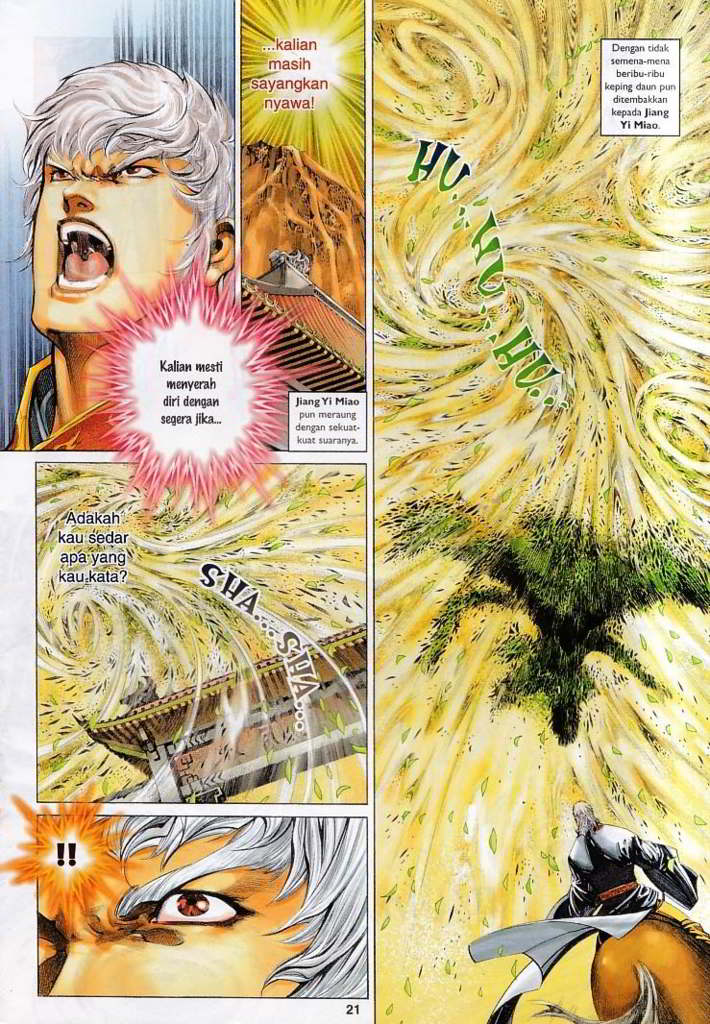 Kalian mesti
menyerah
diri dengan
segera jika...
...kalian
masih
sayangkan
nyawa!
Jiang Yi Miao
pun meraung
dengan sekuat-
kuat suaranya.
Adakah
kau sedar
apa yang
kau kata?
SHA... SHA...
!!
Dengan tidak
semena-mena
beribu-ribu
keping daun pun
ditembakkan
kepada Jiang
Yi Miao.
HU... HU... HU...
21